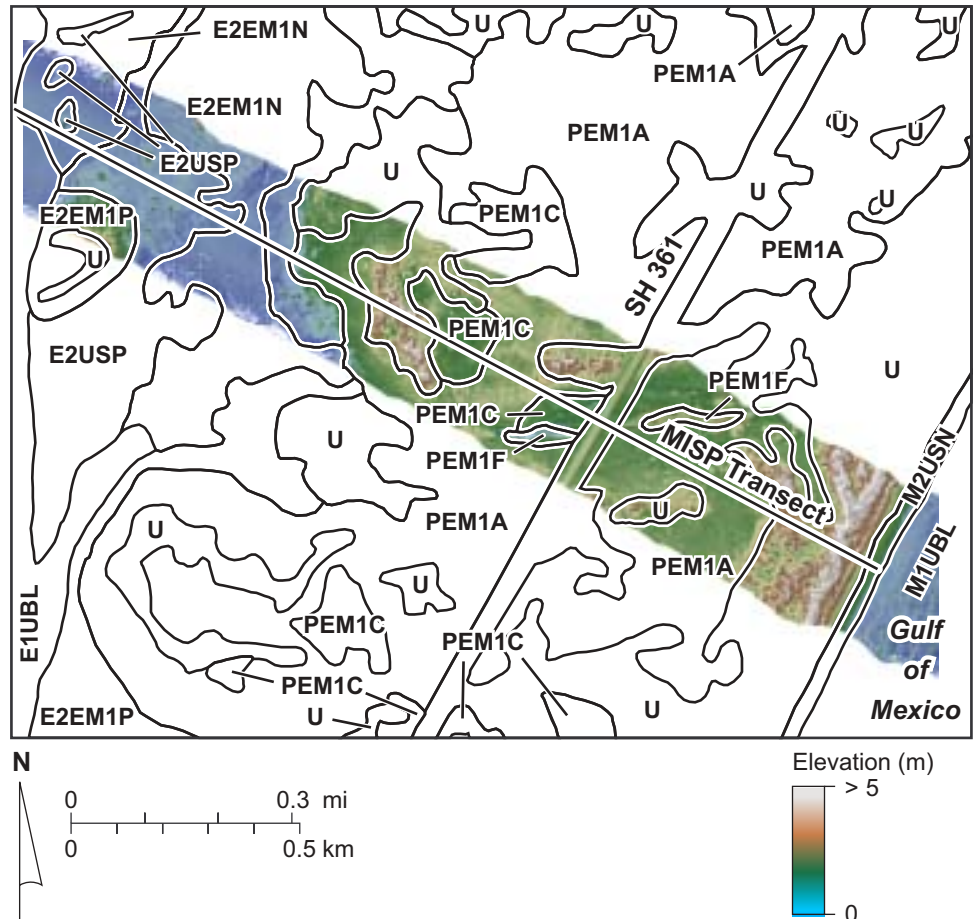 E2EM1N
U
U
U
PEM1A
E2EM1N
PEM1A
U
U
E2USP
U
U
U
E2EM1P
PEM1C
U
PEM1A
SH 361
PEM1C
E2USP
U
PEM1F
PEM1C
U
PEM1F
MISP Transect
M2USN
PEM1A
U
U
PEM1A
M1UBL
U
E1UBL
PEM1C
PEM1C
Gulf
of
Mexico
PEM1C
U
U
E2EM1P
N
0 0.3 mi
0 0.5 km
Elevation (m)
> 5
0